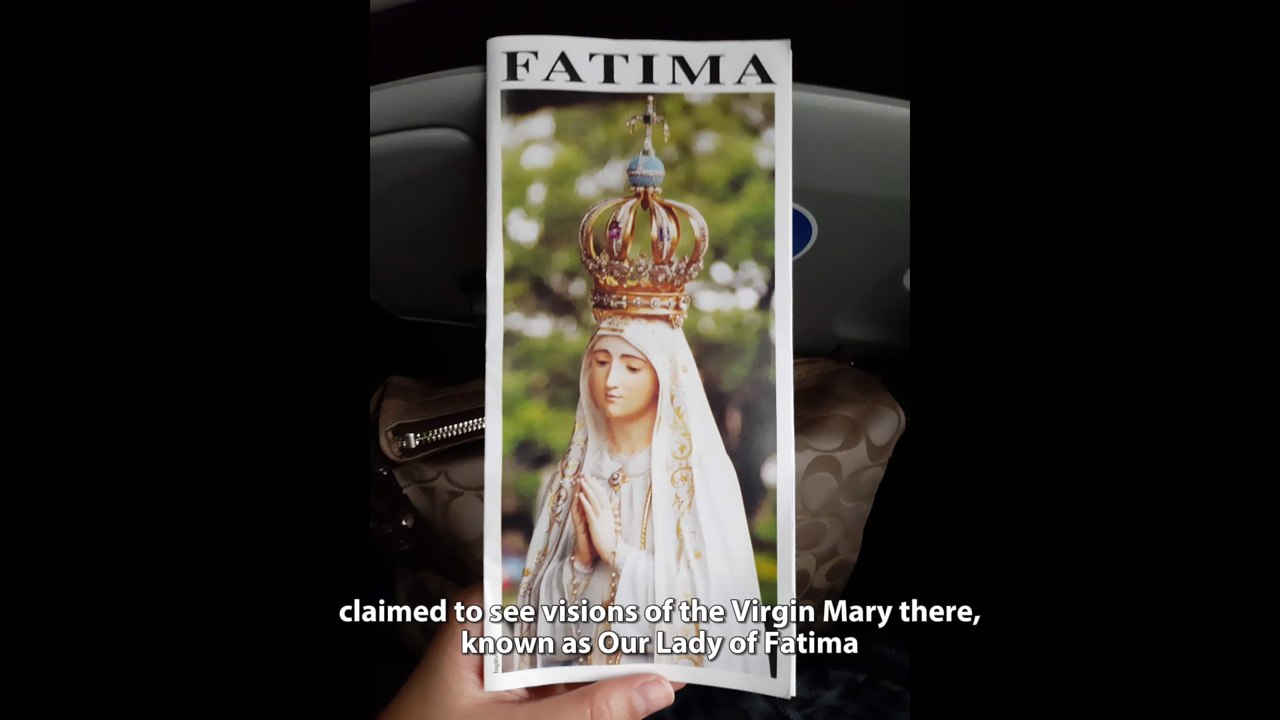 FATIMA
claimed to see visions of the Virgin Mary there,
known as Our Lady of Fatima